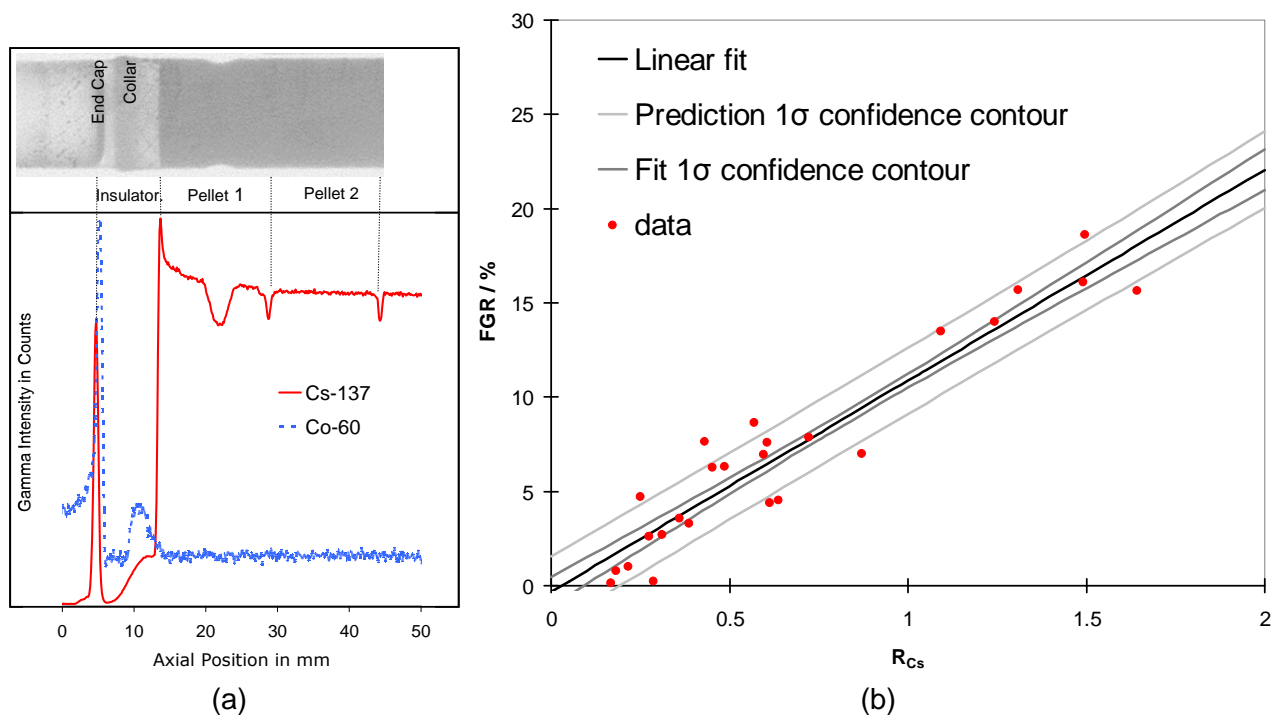 End Cap
Collar
Insulator.
Pellet 1
Pellet 2
Gamma Intensity in Counts
Cs-137
Co-60
0 10 20 30 40 50
Axial Position in mm
(a)
30
25
20
15
10
5
0
FGR / %
Linear fit
Prediction 1σ confidence contour
Fit 1σ confidence contour
data
0 0.5 1 1.5 2
RCs
(b)